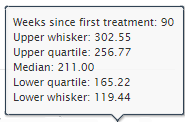 Weeks since first treatment: 90
Upper whisker: 302.55
Upper quartile: 256.77
Median: 211.00
Lower quartile: 165.22
Lower whisker: 119.44